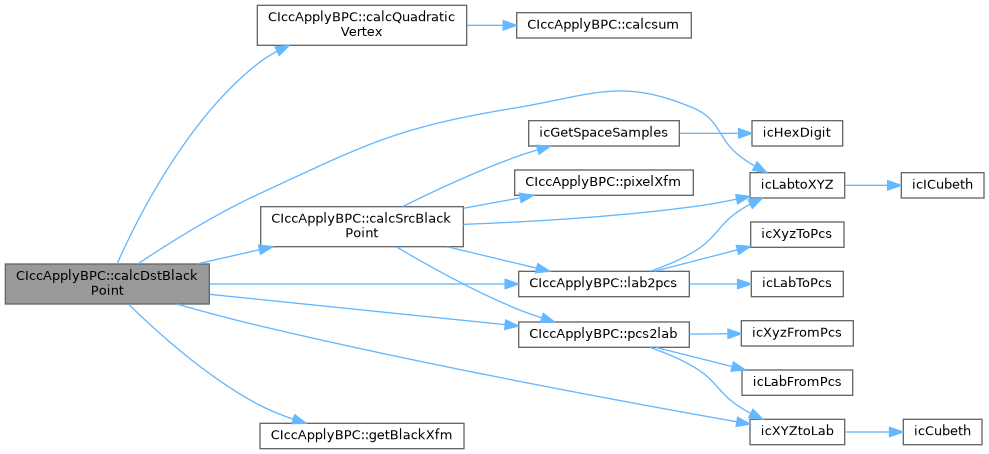 CIccApplyBPC::calcQuadratic
Vertex
CIccApplyBPC::calcsum
icGetSpaceSamples
icHexDigit
CIccApplyBPC::pixelXfm
icLabtoXYZ
icICubeth
CIccApplyBPC::calcSrcBlack
Point
icXyzToPcs
CIccApplyBPC::calcDstBlack
Point
CIccApplyBPC::lab2pcs
icLabToPcs
CIccApplyBPC::pcs2lab
icXyzFromPcs
icLabFromPcs
CIccApplyBPC::getBlackXfm
icXYZtoLab
icCubeth